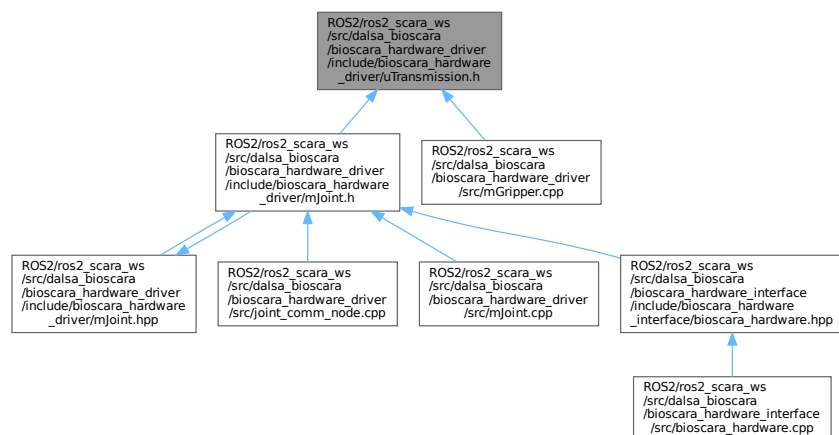 ROS2/ros2_scara_ws
/src/dalsa_bioscara
/bioscara_hardware_driver
/include/bioscara_hardware
_driver/uTransmission.h
ROS2/ros2_scara_ws
/src/dalsa_bioscara
/bioscara_hardware_driver
/include/bioscara_hardware
_driver/mJoint.h
ROS2/ros2_scara_ws
/src/dalsa_bioscara
/bioscara_hardware_driver
/src/mGripper.cpp
ROS2/ros2_scara_ws
/src/dalsa_bioscara
/bioscara_hardware_driver
/include/bioscara_hardware
_driver/mJoint.hpp
ROS2/ros2_scara_ws
/src/dalsa_bioscara
/bioscara_hardware_driver
/src/joint_comm_node.cpp
ROS2/ros2_scara_ws
/src/dalsa_bioscara
/bioscara_hardware_driver
/src/mJoint.cpp
ROS2/ros2_scara_ws
/src/dalsa_bioscara
/bioscara_hardware_interface
/include/bioscara_hardware
_interface/bioscara_hardware.hpp
ROS2/ros2_scara_ws
/src/dalsa_bioscara
/bioscara_hardware_interface
/src/bioscara_hardware.cpp